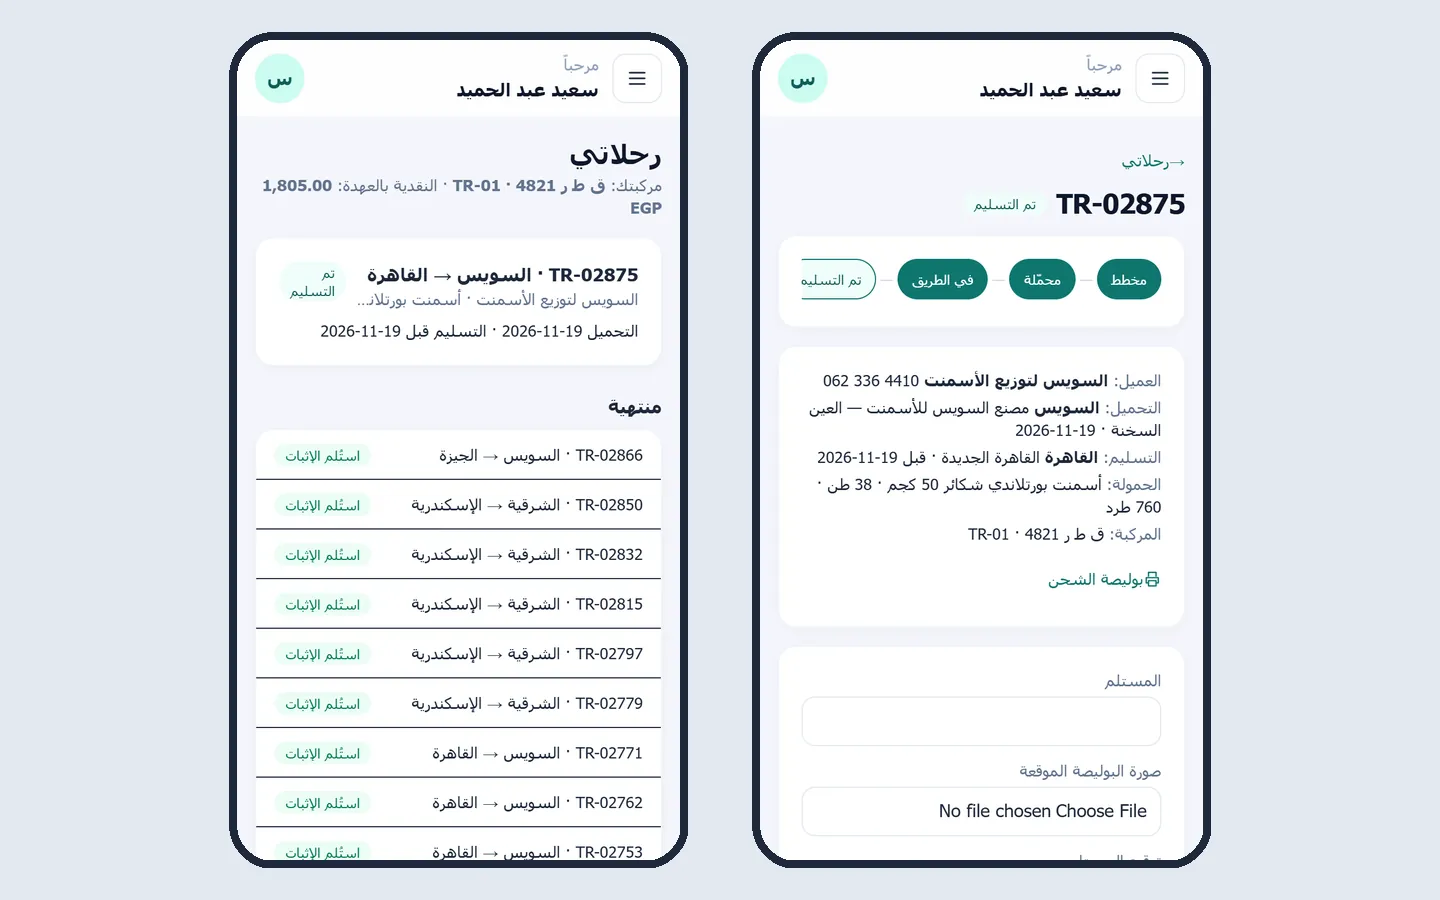 مرحباً
سعيد عبد الحميد
س
رحلاتي
مركبتك: ق ط ر 4821 · TR-01 · النقدية بالعهدة: 1,805.00
EGP
TR-02875 · السويس → القاهرة
تم التسليم
السويس لتوزيع الأسمنت · أسمنت بورتلاند...
التحميل 2026-11-19 · التسليم قبل 2026-11-19
منتهية
TR-02866 · السويس → الجيزة
استُلم الإثبات
TR-02850 · الشرقية → الإسكندرية
استُلم الإثبات
TR-02832 · الشرقية → الإسكندرية
استُلم الإثبات
TR-02815 · الشرقية → الإسكندرية
استُلم الإثبات
TR-02797 · الشرقية → الإسكندرية
استُلم الإثبات
TR-02779 · الشرقية → الإسكندرية
استُلم الإثبات
TR-02771 · السويس → القاهرة
استُلم الإثبات
TR-02762 · السويس → القاهرة
استُلم الإثبات
TR-02753 · السويس → القاهرة
استُلم الإثبات
مرحباً
سعيد عبد الحميد
س
→رحلاتي
TR-02875
تم التسليم
مخطط
محمّلة
في الطريق
تم التسليم
العميل: السويس لتوزيع الأسمنت 062 336 4410
التحميل: السويس مصنع السويس للأسمنت — العين
السخنة · 2026-11-19
التسليم: القاهرة القاهرة الجديدة · قبل 2026-11-19
الحمولة: أسمنت بورتلاندي شكائر 50 كجم · 38 طن ·
760 طرد
المركبة: ق ط ر 4821 · TR-01
بوليصة الشحن
المستلم
صورة البوليصة الموقعة
Choose File No file chosen